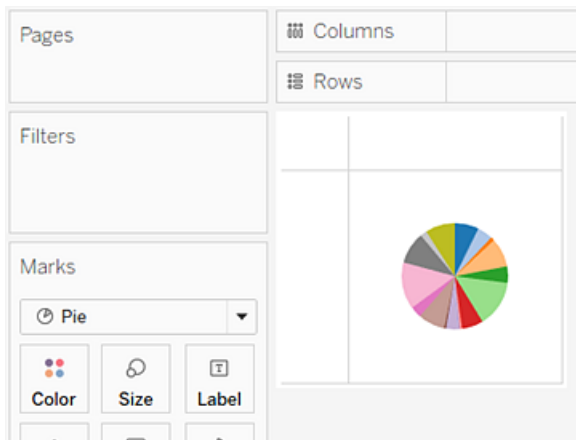 Pages
Columns
Rows
Filters
Marks
Pie
Color
Size
Label